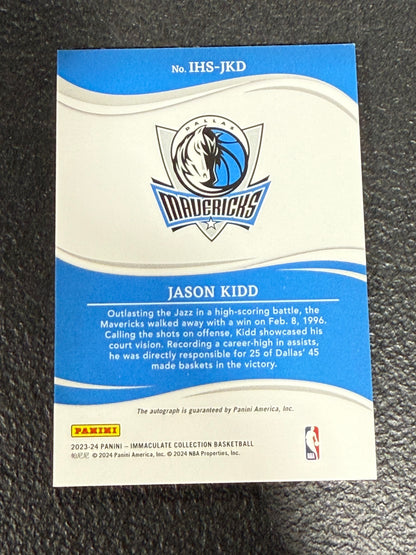 No. IHS-JKD
DALLAS
MAVERICKS
JASON KIDD
Outlasting the Jazz in a high-scoring battle, the
Mavericks walked away with a win on Feb. 8, 1996.
Calling the shots on offense, Kidd showcased his
court vision. Recording a career-high in assists,
he was directly responsible for 25 of Dallas' 45
made baskets in the victory.
The autograph is guaranteed by Panini America, Inc.
PANINI
2023-24 PANINI – IMMACULATE COLLECTION BASKETBALL
帕尼尼 © 2024 Panini America, Inc. © 2024 NBA Properties, Inc.
NBA